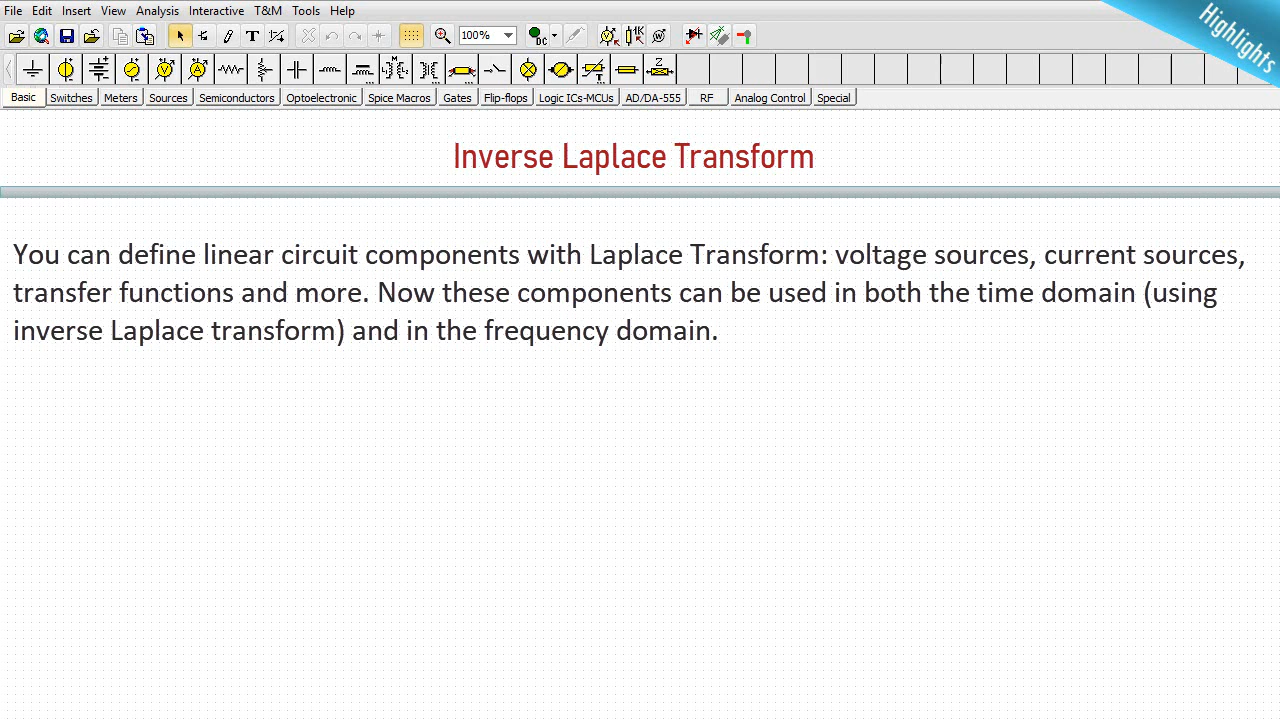 File Edit Insert View Analysis Interactive T&M Tools Help
Highlights
100% DC 1K
M V A Z
Basic Switches Meters Sources Semiconductors Optoelectronic Spice Macros Gates Flip-flops Logic ICs-MCUs AD/DA-555 RF Analog Control Special
Inverse Laplace Transform
You can define linear circuit components with Laplace Transform: voltage sources, current sources,
transfer functions and more. Now these components can be used in both the time domain (using
inverse Laplace transform) and in the frequency domain.